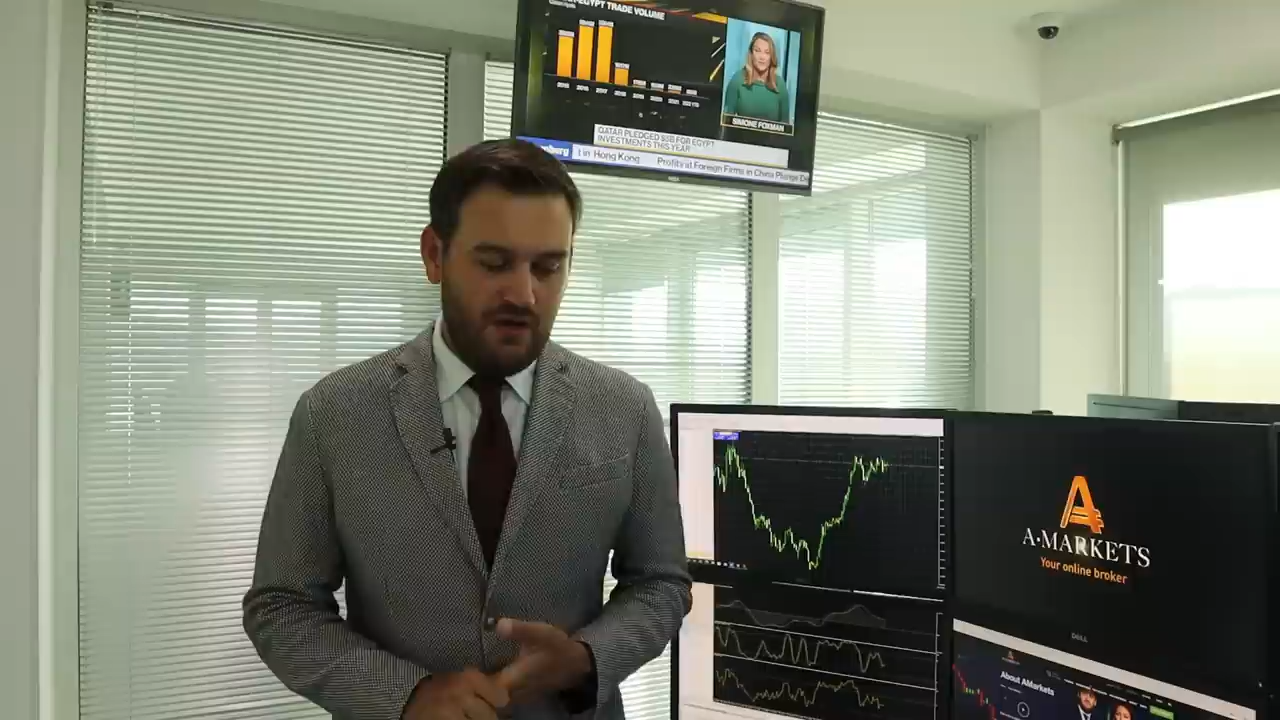 EGYPT TRADE VOLUME
SIMONE FOXMAN
QATAR PLEDGED $5B FOR EGYPT
INVESTMENTS THIS YEAR
t in Hong Kong Profits at Foreign Firms in China Plunge
A·MARKETS
Your online broker
DELL
About AMarkets